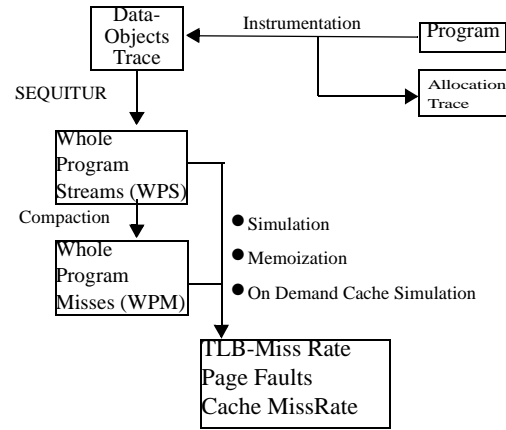 Data-
Objects
Trace
Instrumentation
Program
Allocation
Trace
SEQUITUR
Whole
Program
Streams (WPS)
Compaction
Whole
Program
Misses (WPM)
Simulation
Memoization
On Demand Cache Simulation
TLB-Miss Rate
Page Faults
Cache MissRate